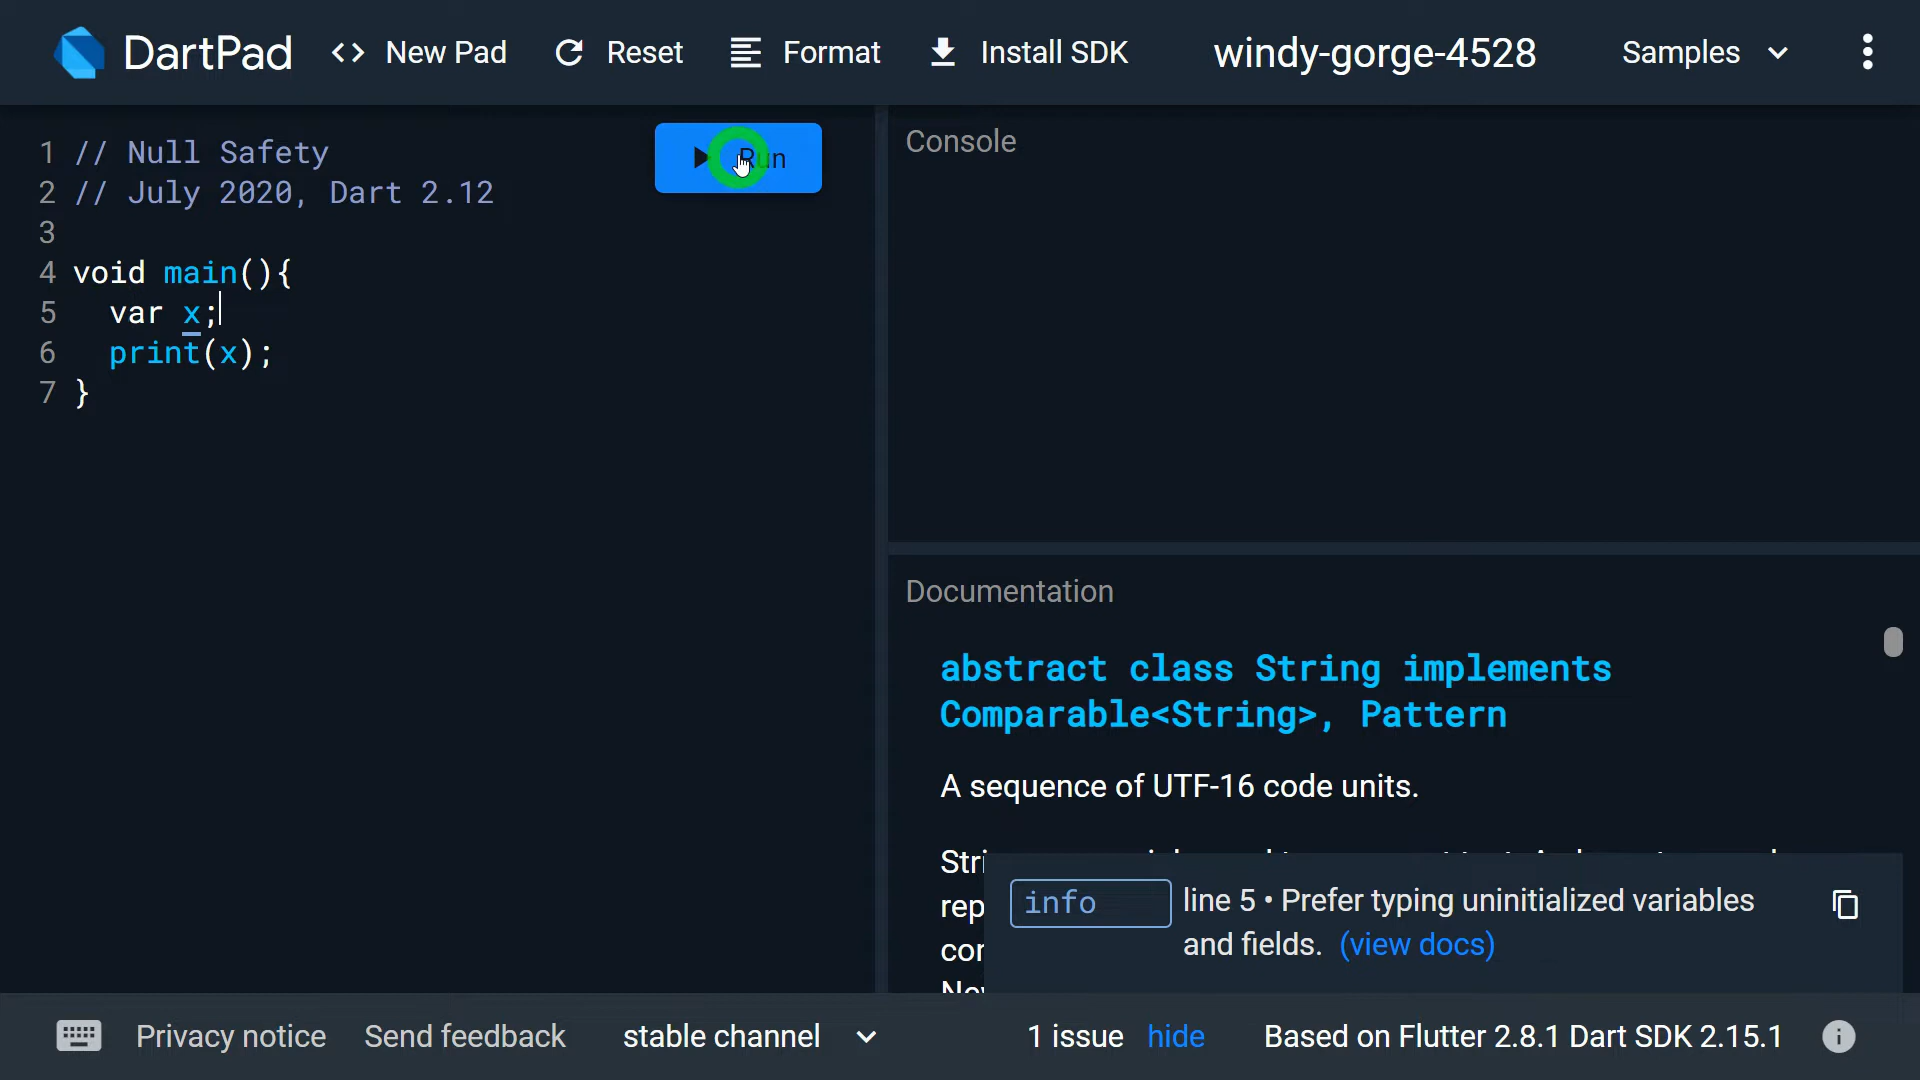 DartPad
<> New Pad
Reset
Format
Install SDK
windy-gorge-4528
Samples
1 // Null Safety
2 // July 2020, Dart 2.12
3
4 void main(){
5 var x;
6 print(x);
7 }
Run
Console
Documentation
abstract class String implements
Comparable<String>, Pattern
A sequence of UTF-16 code units.
info
line 5 • Prefer typing uninitialized variables
and fields. (view docs)
Privacy notice
Send feedback
stable channel
1 issue
hide
Based on Flutter 2.8.1 Dart SDK 2.15.1